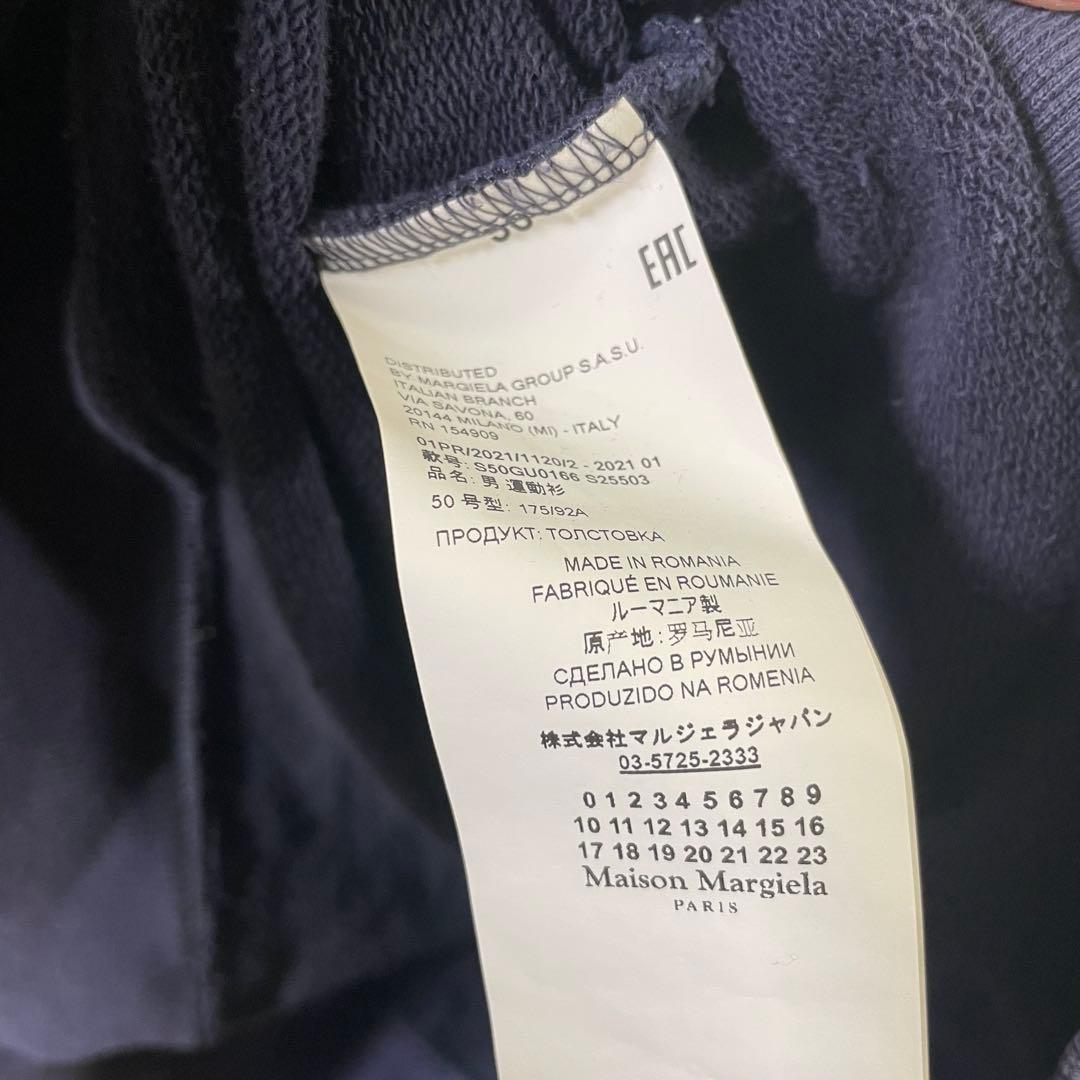 EAC
DISTRIBUTED
BY MARGIELA GROUP S.A.S.U.
ITALIAN BRANCH
VIA SAVONA, 60
20144 MILANO (MI) - ITALY
RN 154909
01PR/2021/1120/2 - 2021 01
款号: S50GU0166 S25503
品名: 男 運動衫
50 号型: 175/92A
ПРОДУКТ: ТОЛСТОВКА
MADE IN ROMANIA
FABRIQUÉ EN ROUMANIE
ルーマニア製
原产地: 罗马尼亚
СДЕЛАНО В РУМЫНИИ
PRODUZIDO NA ROMENIA
株式会社マルジェラジャパン
03-5725-2333
0 1 2 3 4 5 6 7 8 9
10 11 12 13 14 15 16
17 18 19 20 21 22 23
Maison Margiela
PARIS